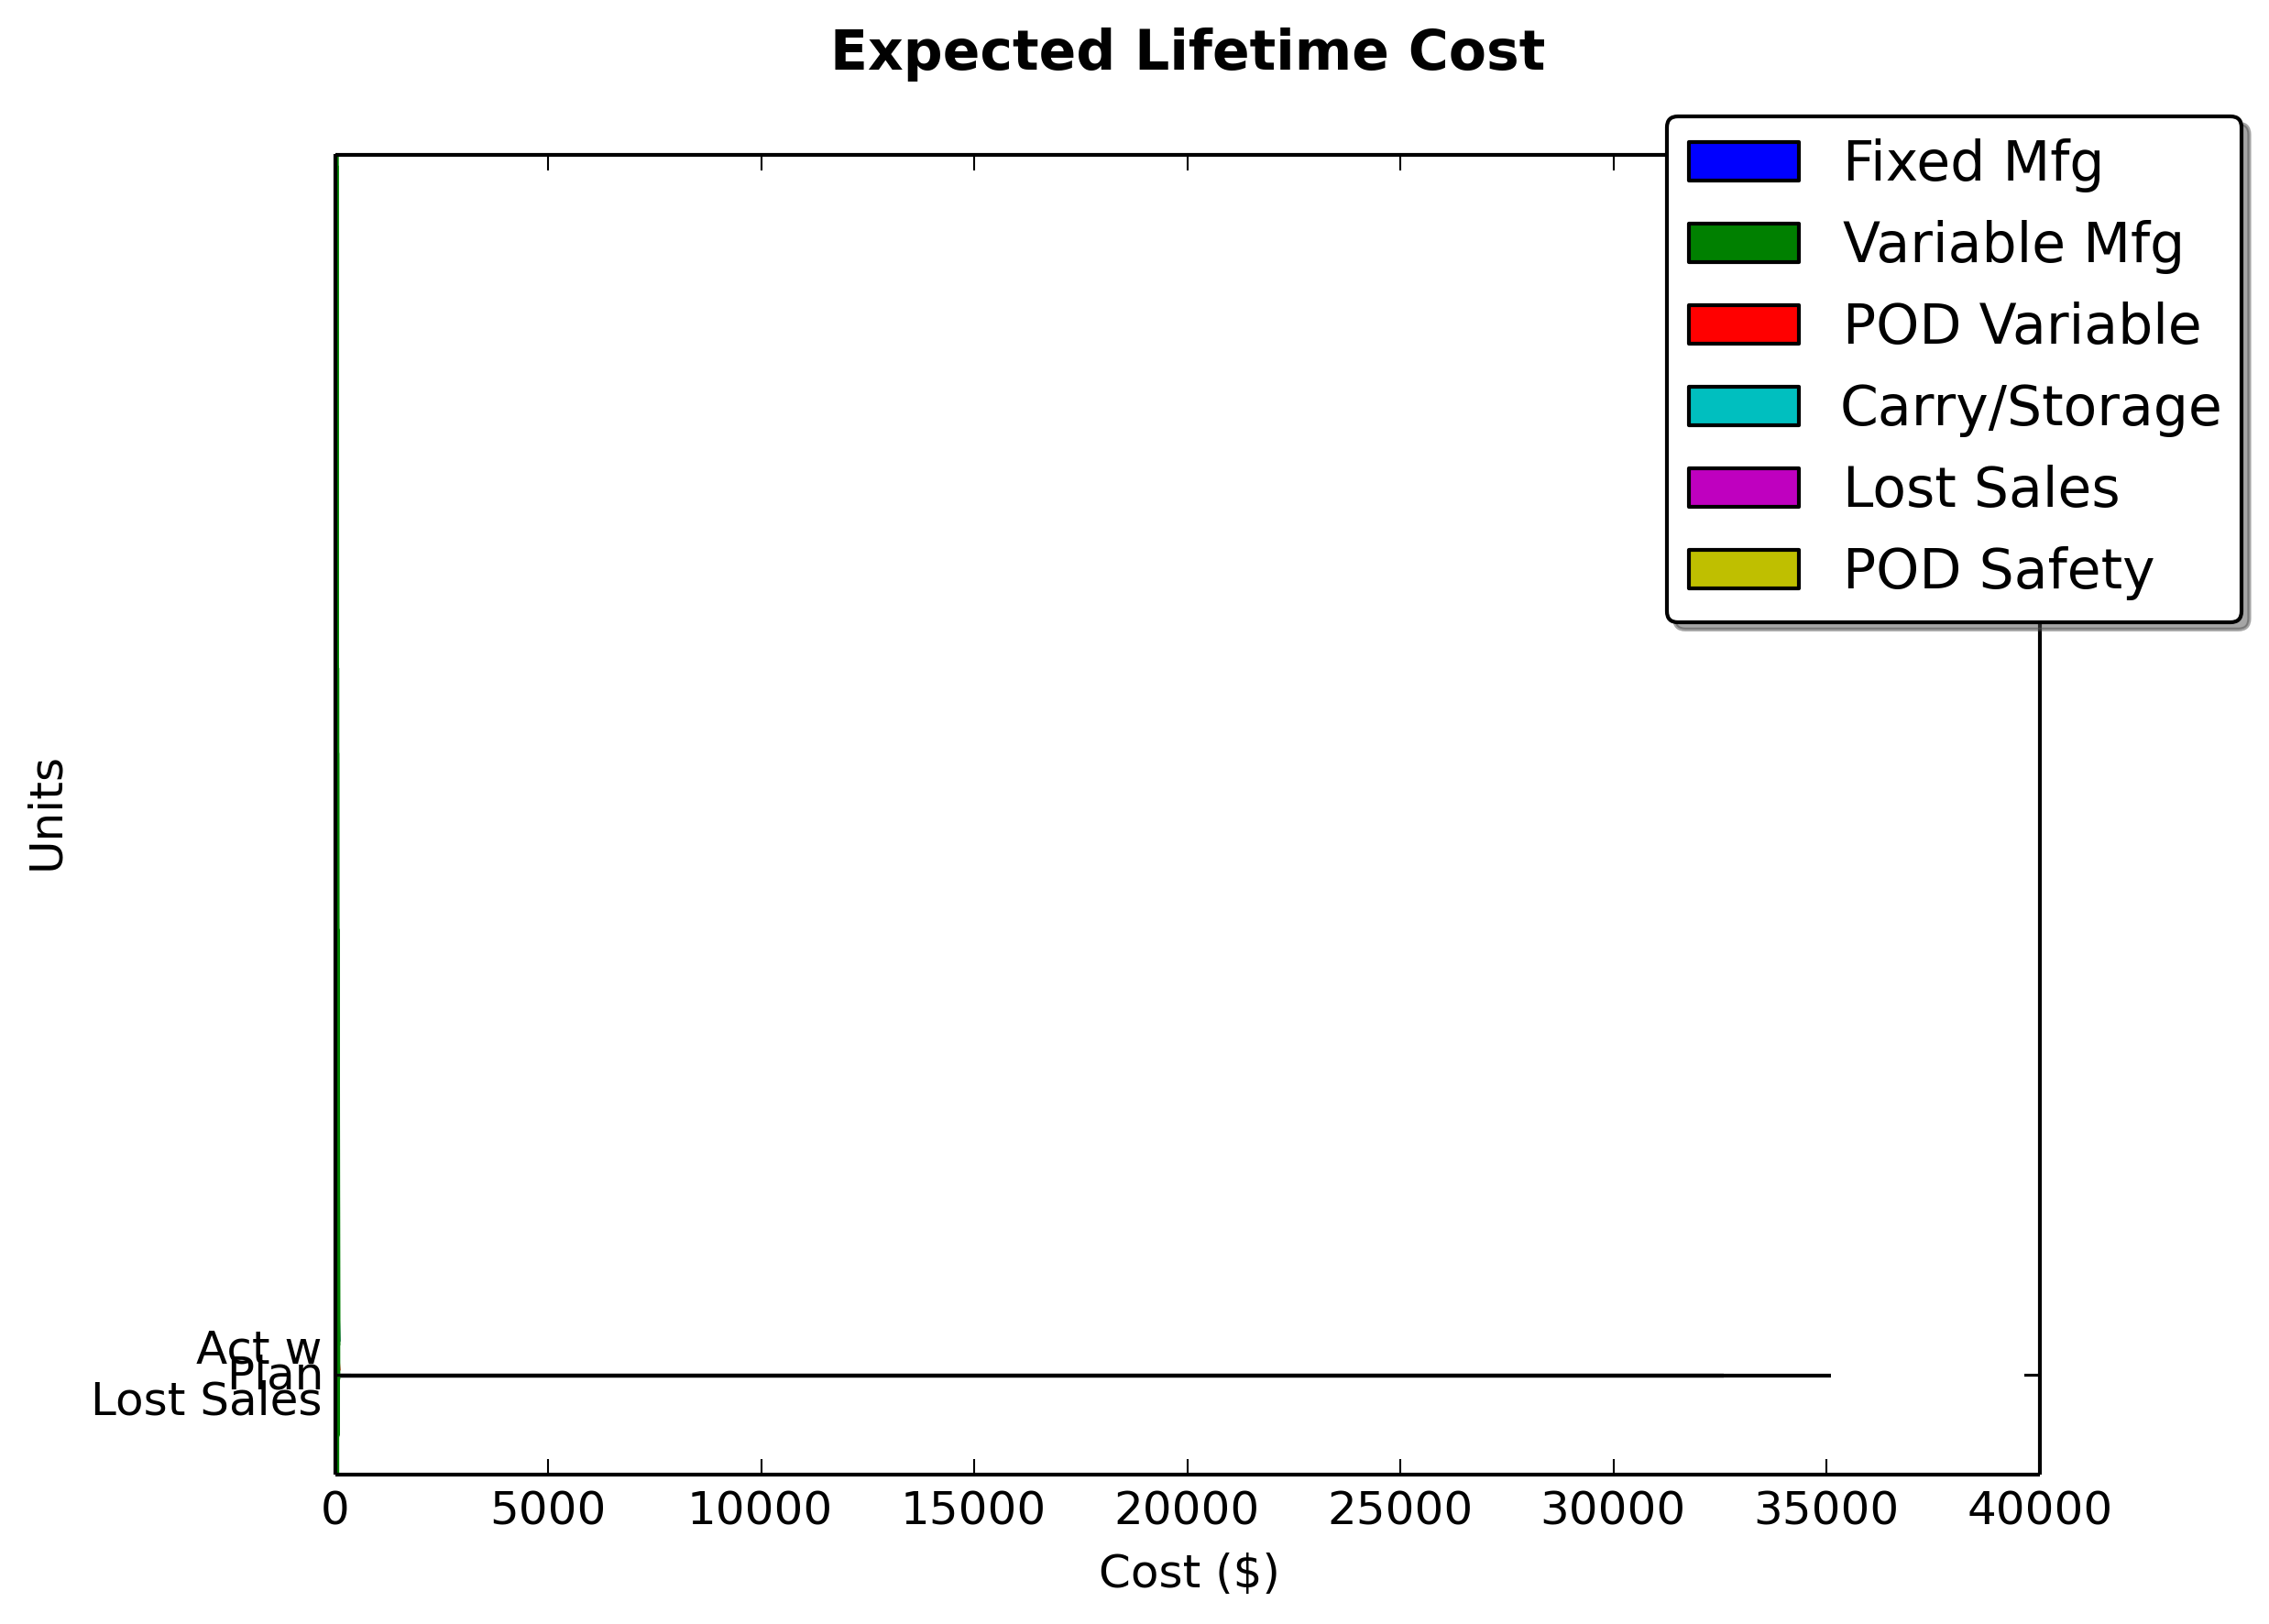 Expected Lifetime Cost
Fixed Mfg
Variable Mfg
POD Variable
Carry/Storage
Lost Sales
POD Safety
Units
Act w
Plan
Lost Sales
0 5000 10000 15000 20000 25000 30000 35000 40000
Cost ($)